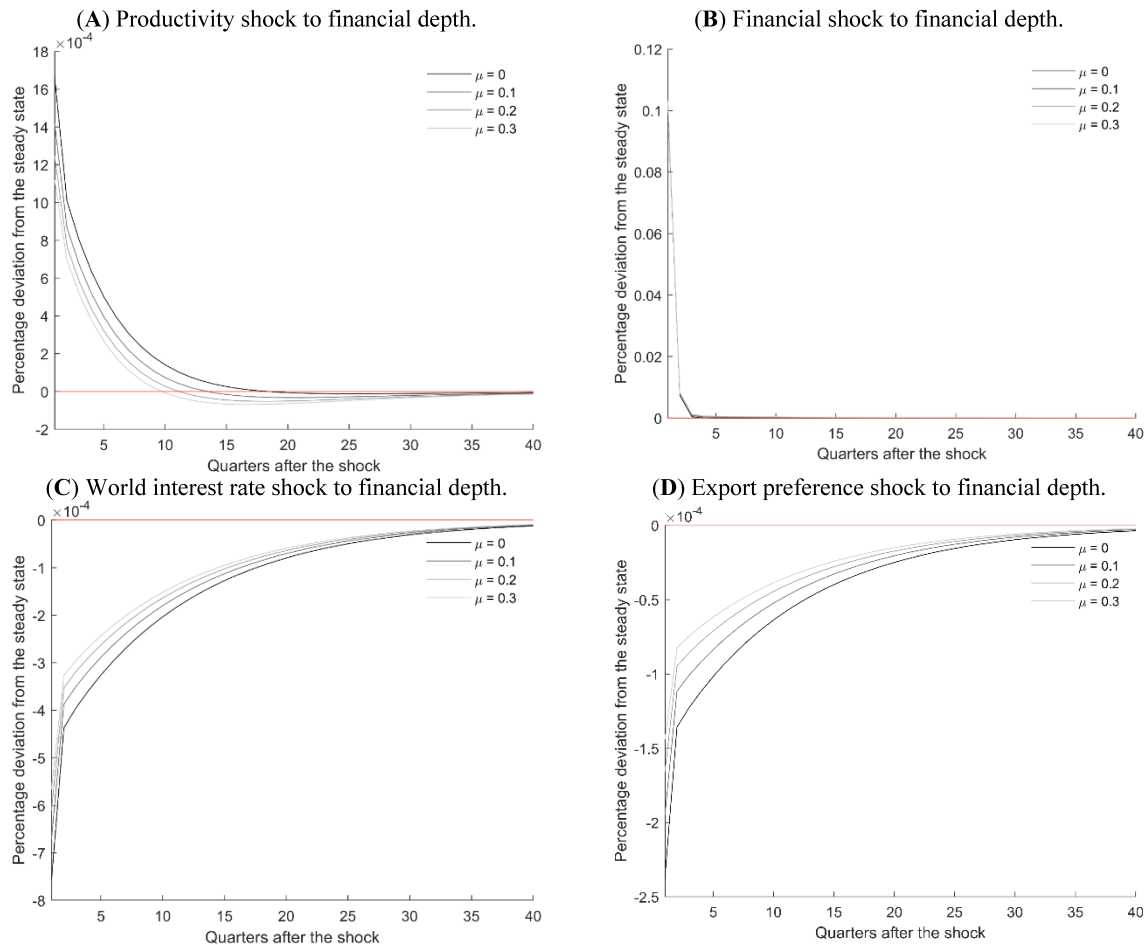 (A) Productivity shock to financial depth.
×10⁻⁴
18
16
14
12
10
8
6
4
2
0
-2
5
10
15
20
25
30
35
40
Percentage deviation from the steady state
Quarters after the shock
μ = 0
μ = 0.1
μ = 0.2
μ = 0.3
(B) Financial shock to financial depth.
0.12
0.1
0.08
0.06
0.04
0.02
0
5
10
15
20
25
30
35
40
Percentage deviation from the steady state
Quarters after the shock
μ = 0
μ = 0.1
μ = 0.2
μ = 0.3
(C) World interest rate shock to financial depth.
×10⁻⁴
0
-1
-2
-3
-4
-5
-6
-7
-8
5
10
15
20
25
30
35
40
Percentage deviation from the steady state
Quarters after the shock
μ = 0
μ = 0.1
μ = 0.2
μ = 0.3
(D) Export preference shock to financial depth.
×10⁻⁴
0
-0.5
-1
-1.5
-2
-2.5
5
10
15
20
25
30
35
40
Percentage deviation from the steady state
Quarters after the shock
μ = 0
μ = 0.1
μ = 0.2
μ = 0.3